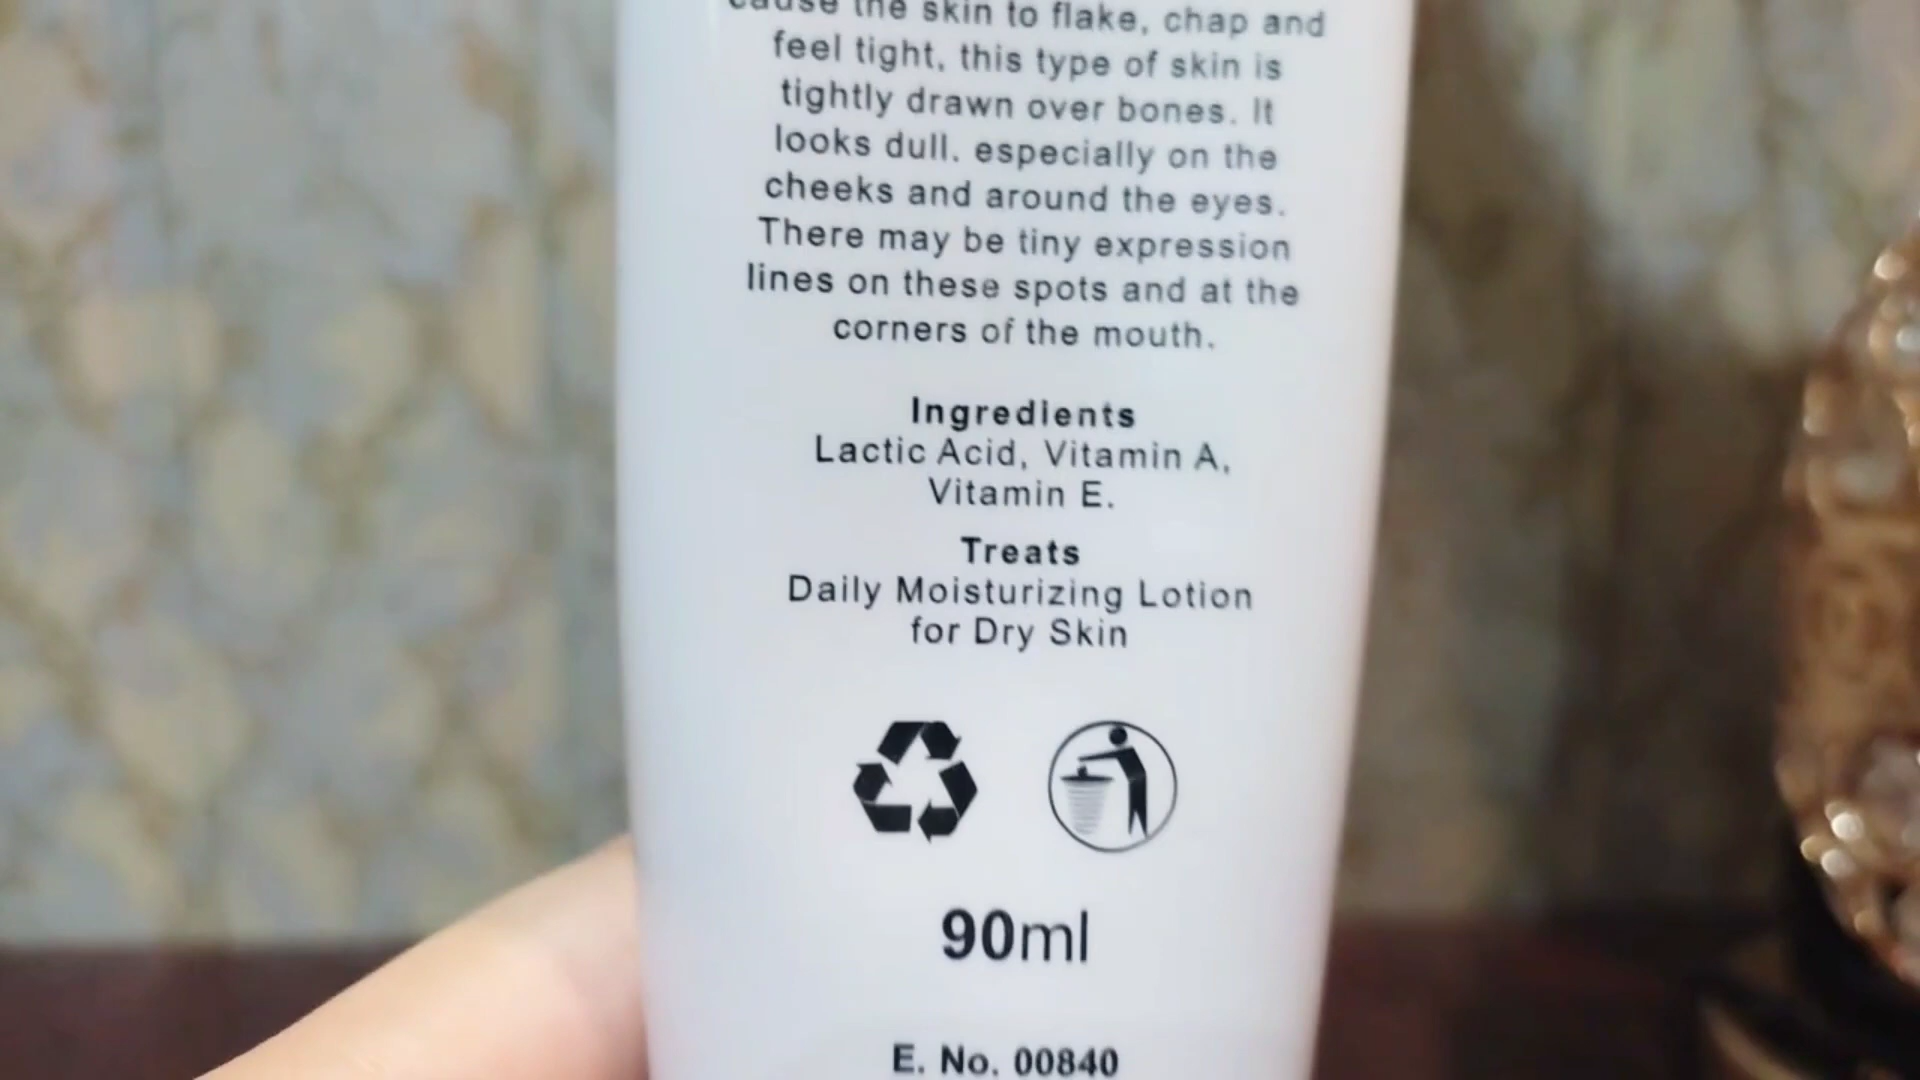 cause the skin to flake, chap and
feel tight, this type of skin is
tightly drawn over bones. It
looks dull. especially on the
cheeks and around the eyes.
There may be tiny expression
lines on these spots and at the
corners of the mouth.
Ingredients
Lactic Acid, Vitamin A,
Vitamin E.
Treats
Daily Moisturizing Lotion
for Dry Skin
90ml
E. No. 00840